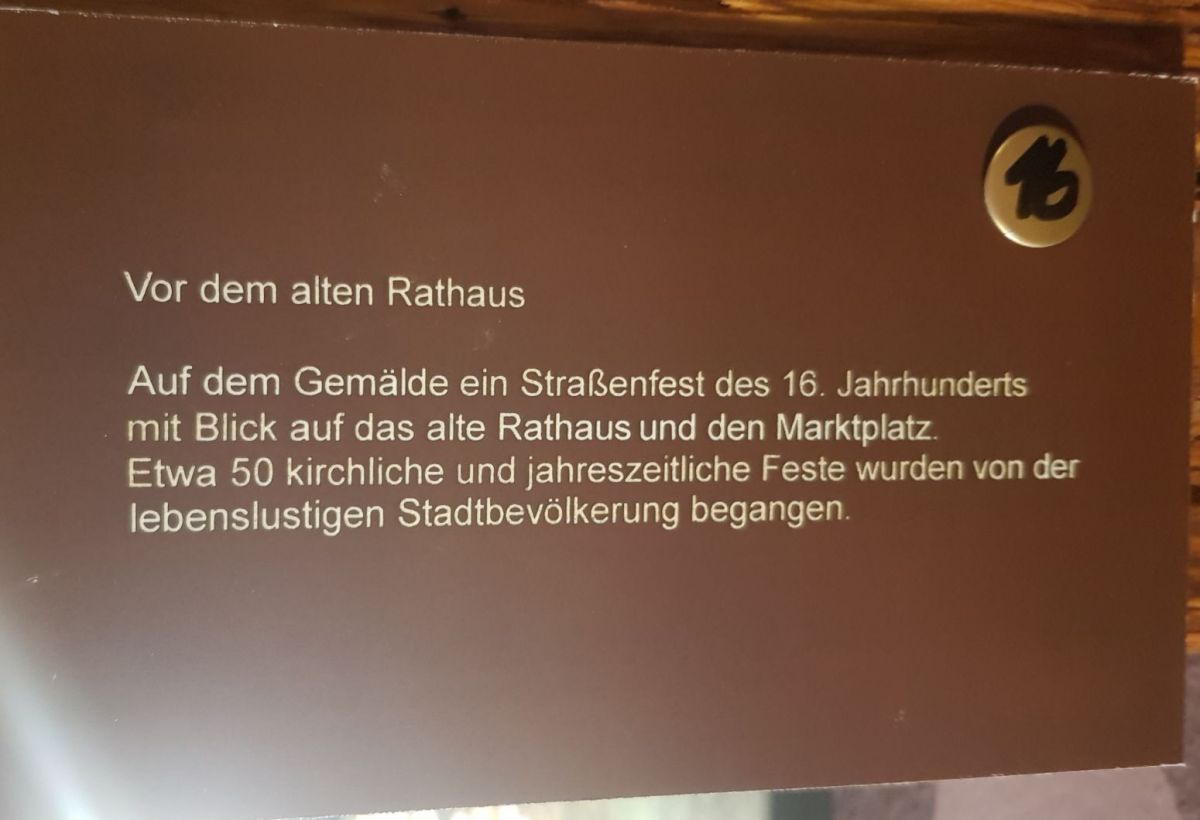 16
Vor dem alten Rathaus
Auf dem Gemälde ein Straßenfest des 16. Jahrhunderts
mit Blick auf das alte Rathaus und den Marktplatz.
Etwa 50 kirchliche und jahreszeitliche Feste wurden von der
lebenslustigen Stadtbevölkerung begangen.